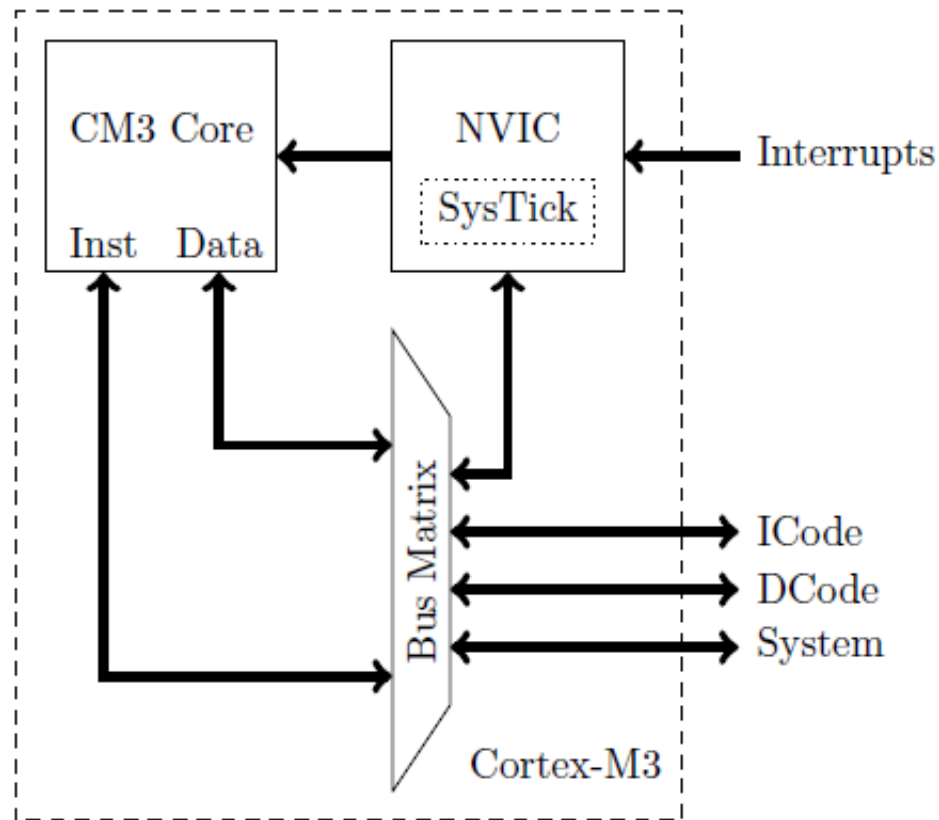 CM3 Core
Inst Data
NVIC
SysTick
Interrupts
Bus Matrix
ICode
DCode
System
Cortex-M3